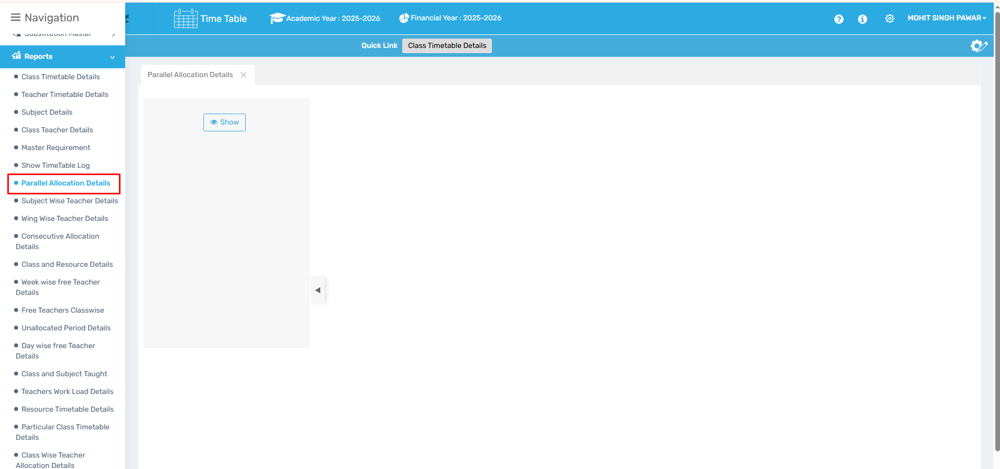 Navigation
Time Table
Academic Year : 2025-2026
Financial Year : 2025-2026
MOHIT SINGH PAWAR
Substitution Master
Quick Link
Class Timetable Details
Reports
Parallel Allocation Details
Show
Class Timetable Details
Teacher Timetable Details
Subject Details
Class Teacher Details
Master Requirement
Show TimeTable Log
Parallel Allocation Details
Subject Wise Teacher Details
Wing Wise Teacher Details
Consecutive Allocation
Details
Class and Resource Details
Week wise free Teacher
Details
Free Teachers Classwise
Unallocated Period Details
Day wise free Teacher
Details
Class and Subject Taught
Teachers Work Load Details
Resource Timetable Details
Particular Class Timetable
Details
Class Wise Teacher
Allocation Details